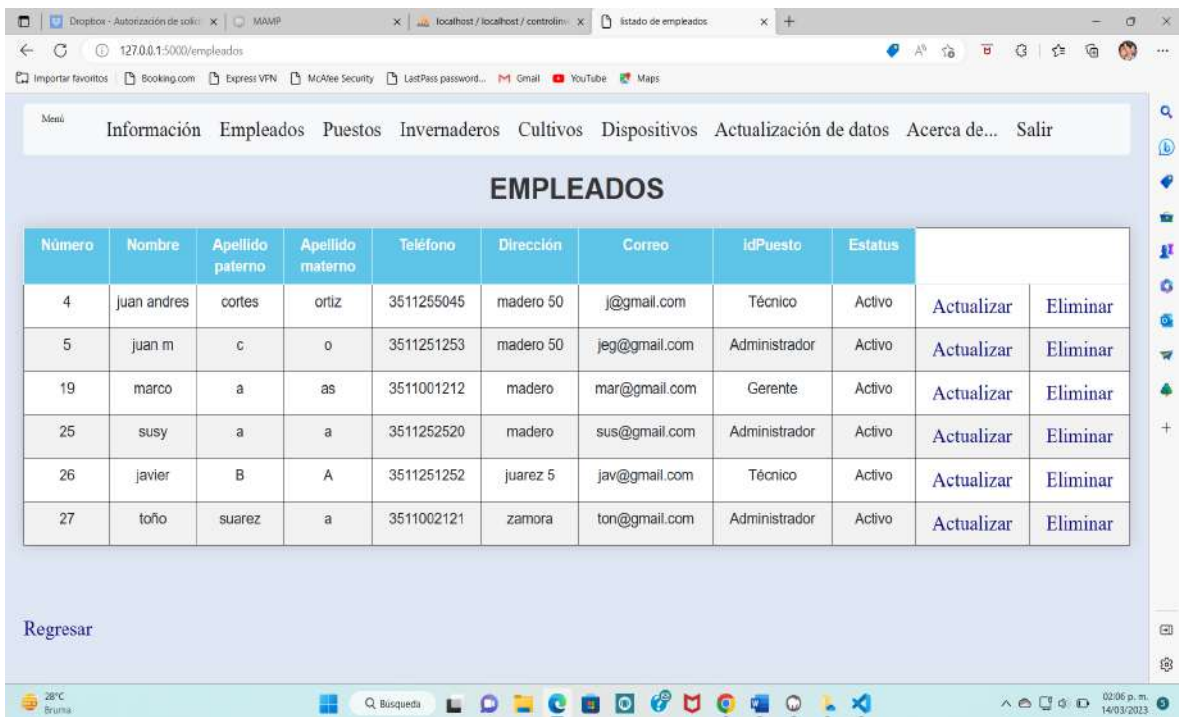 Dropbox - Autorización de solici
MAMP
localhost / localhost / controlinv
listado de empleados
127.0.0.1:5000/empleados
Importar favoritos Booking.com Express VPN McAfee Security LastPass password... Gmail YouTube Maps
Menú
Información Empleados Puestos Invernaderos Cultivos Dispositivos Actualización de datos Acerca de... Salir
EMPLEADOS
Número Nombre Apellido paterno Apellido materno Teléfono Dirección Correo idPuesto Estatus
4 juan andres cortes ortiz 3511255045 madero 50 j@gmail.com Técnico Activo Actualizar Eliminar
5 juan m c o 3511251253 madero 50 jeg@gmail.com Administrador Activo Actualizar Eliminar
19 marco a as 3511001212 madero mar@gmail.com Gerente Activo Actualizar Eliminar
25 susy a a 3511252520 madero sus@gmail.com Administrador Activo Actualizar Eliminar
26 javier B A 3511251252 juarez 5 jav@gmail.com Técnico Activo Actualizar Eliminar
27 toño suarez a 3511002121 zamora ton@gmail.com Administrador Activo Actualizar Eliminar
Regresar
28°C
Bruma
Búsqueda
02:06 p. m.
14/03/2023